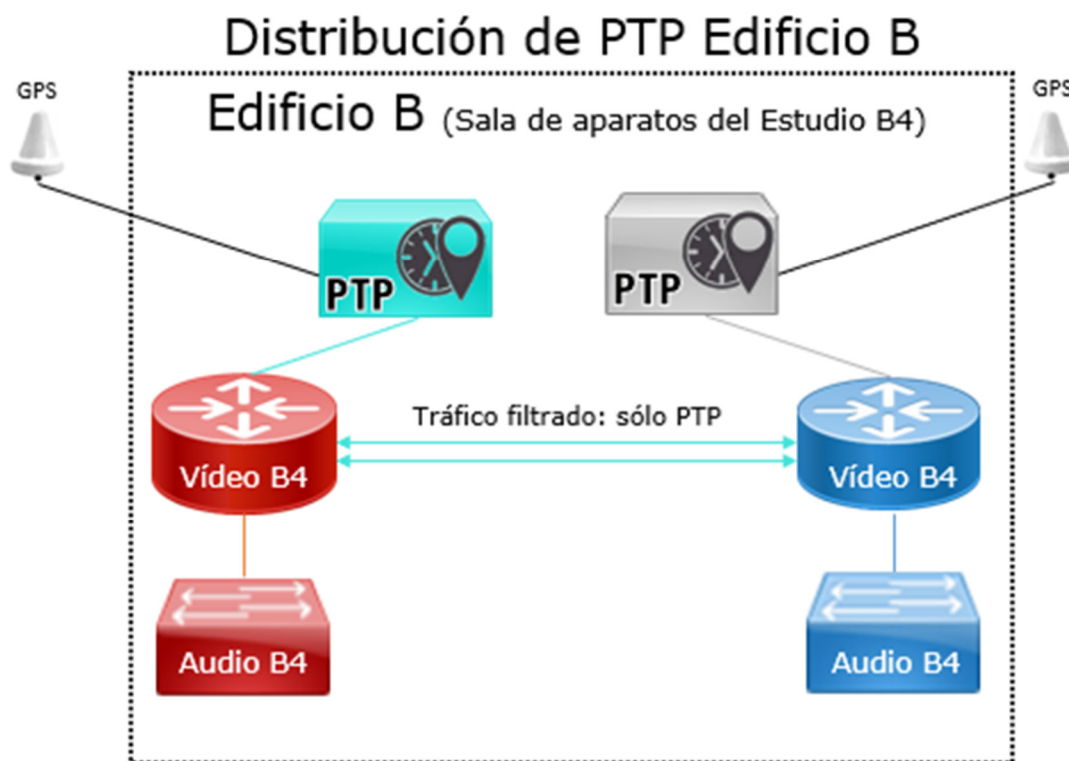 Distribución de PTP Edificio B
GPS
GPS
Edificio B (Sala de aparatos del Estudio B4)
PTP
PTP
Tráfico filtrado: sólo PTP
Vídeo B4
Vídeo B4
Audio B4
Audio B4